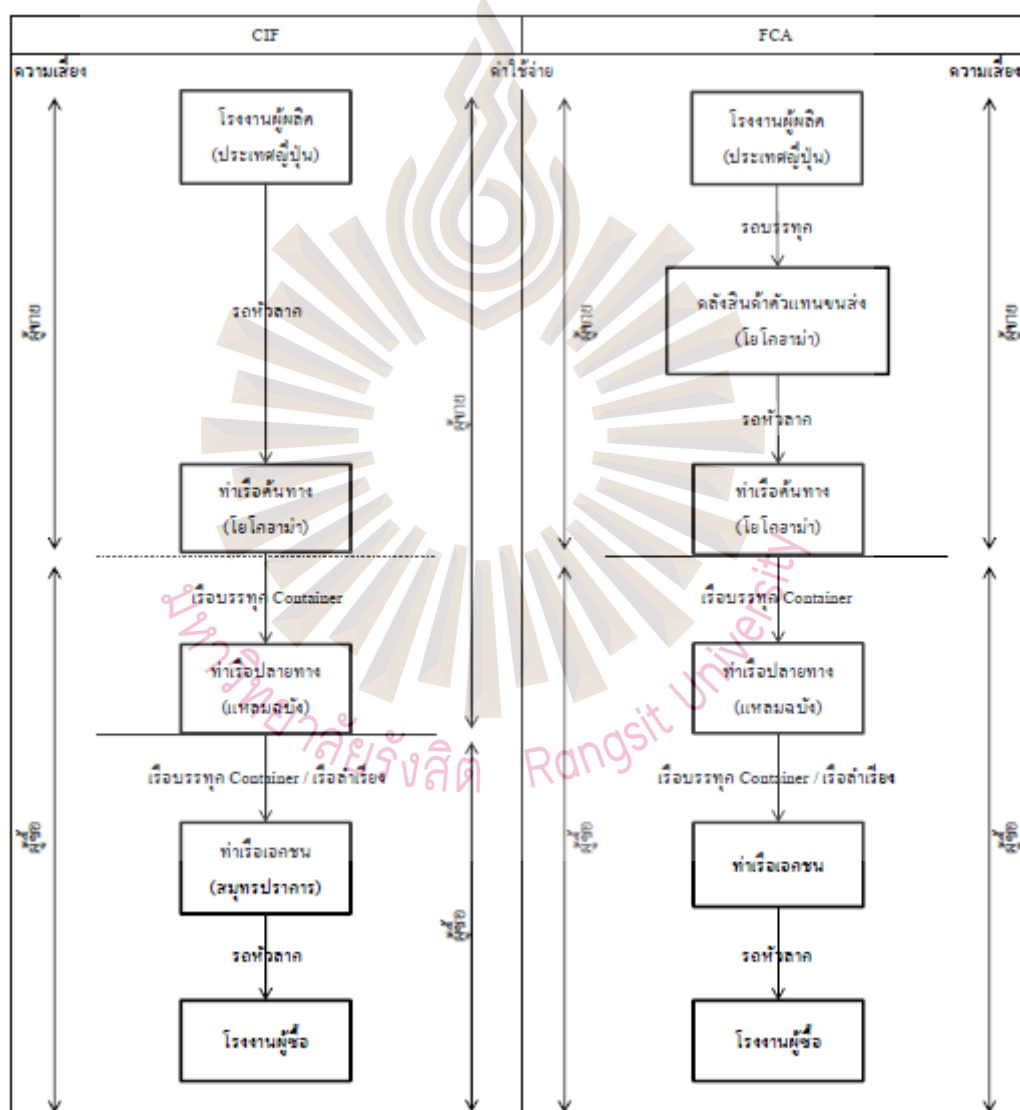 CIF
FCA
ความเสี่ยง
ค่าใช้จ่าย
ความเสี่ยง
โรงงานผู้ผลิต
(ประเทศญี่ปุ่น)
รถหัวลาก
ท่าเรือต้นทาง
(โยโกฮาม่า)
เรือบรรทุก Container
ท่าเรือปลายทาง
(แหลมฉบัง)
เรือบรรทุก Container / เรือลำเรียง
ท่าเรือเอกชน
(สมุทรปราการ)
รถหัวลาก
โรงงานผู้ซื้อ
ผู้ขาย
ผู้ซื้อ
ผู้ขาย
ผู้ซื้อ
โรงงานผู้ผลิต
(ประเทศญี่ปุ่น)
รถบรรทุก
คลังสินค้าตัวแทนขนส่ง
(โยโกฮาม่า)
รถหัวลาก
ท่าเรือต้นทาง
(โยโกฮาม่า)
เรือบรรทุก Container
ท่าเรือปลายทาง
(แหลมฉบัง)
เรือบรรทุก Container / เรือลำเรียง
ท่าเรือเอกชน
รถหัวลาก
โรงงานผู้ซื้อ
ผู้ขาย
ผู้ซื้อ
ผู้ขาย
ผู้ซื้อ
มหาวิทยาลัยรังสิต Rangsit University